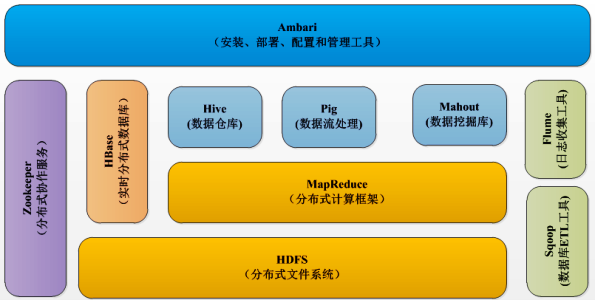 Ambari
（安装、部署、配置和管理工具）
Zookeeper
（分布式协作服务）
HBase
（实时分布式数据库）
Hive
(数据仓库)
Pig
(数据流处理)
Mahout
(数据挖掘库)
Flume
(日志收集工具)
MapReduce
（分布式计算框架）
Sqoop
(数据库ETL工具)
HDFS
（分布式文件系统）